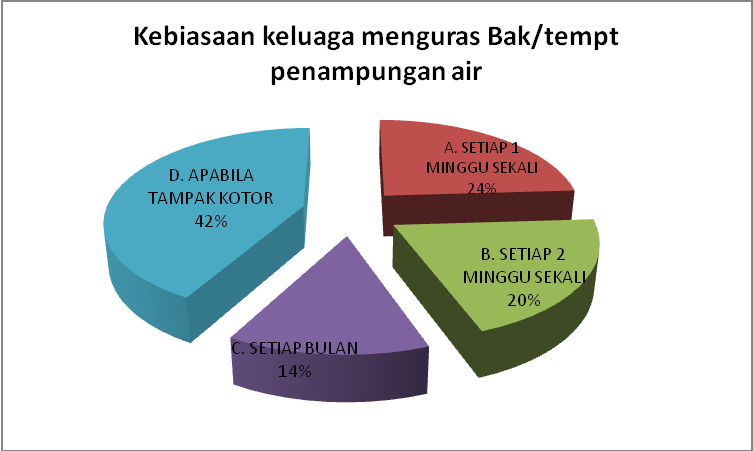 Kebiasaan keluaga menguras Bak/tempt
penampungan air
A. SETIAP 1
MINGGU SEKALI
24%
B. SETIAP 2
MINGGU SEKALI
20%
C. SETIAP BULAN
14%
D. APABILA
TAMPAK KOTOR
42%